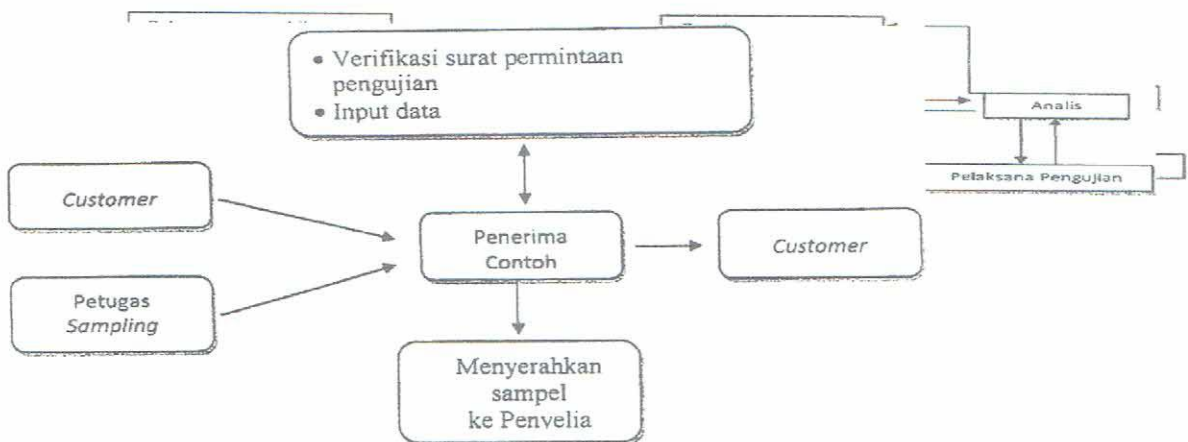 • Verifikasi surat permintaan
pengujian
• Input data
Analis
Pelaksana Pengujian
Customer
Penerima
Contoh
Customer
Petugas
Sampling
Menyerahkan
sampel
ke Penyelia